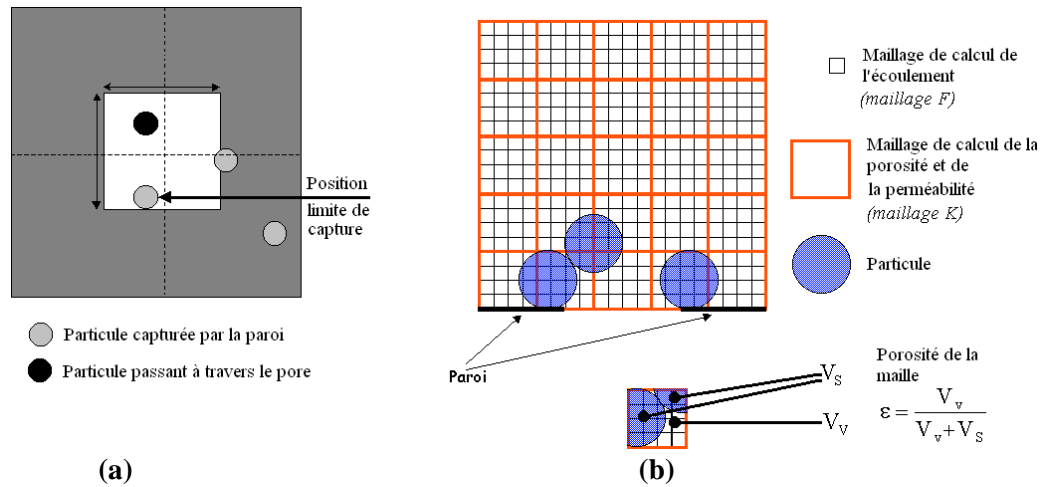 Position
limite de
capture
Particule capturée par la paroi
Particule passant à travers le pore
(a)
Maillage de calcul de
l'écoulement
(maillage F)
Maillage de calcul de la
porosité et de
la perméabilité
(maillage K)
Particule
Paroi
Porosité de la
maille
V_S
V_V
ε = V_v / (V_v + V_S)
(b)